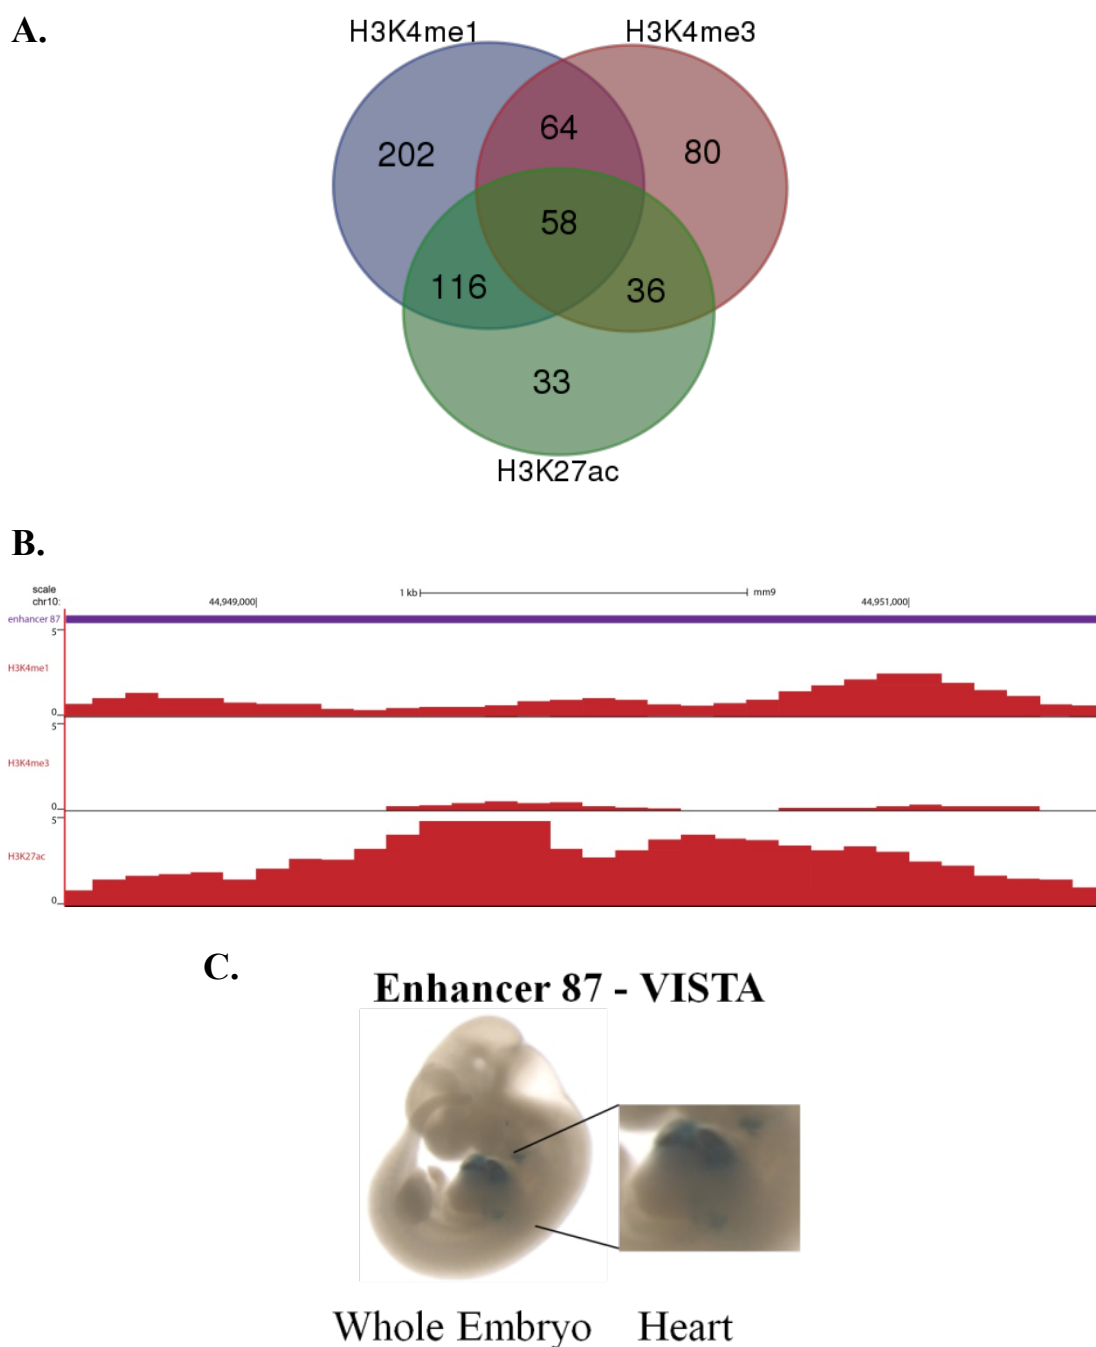 A.
H3K4me1 H3K4me3
64
202 80
58
116 36
33
H3K27ac
B.
scale 1 kb mm9
chr10: 44,949,000 44,951,000
enhancer 87
5
H3K4me1
0
5
H3K4me3
0
5
H3K27ac
0
C.
Enhancer 87 - VISTA
Whole Embryo Heart